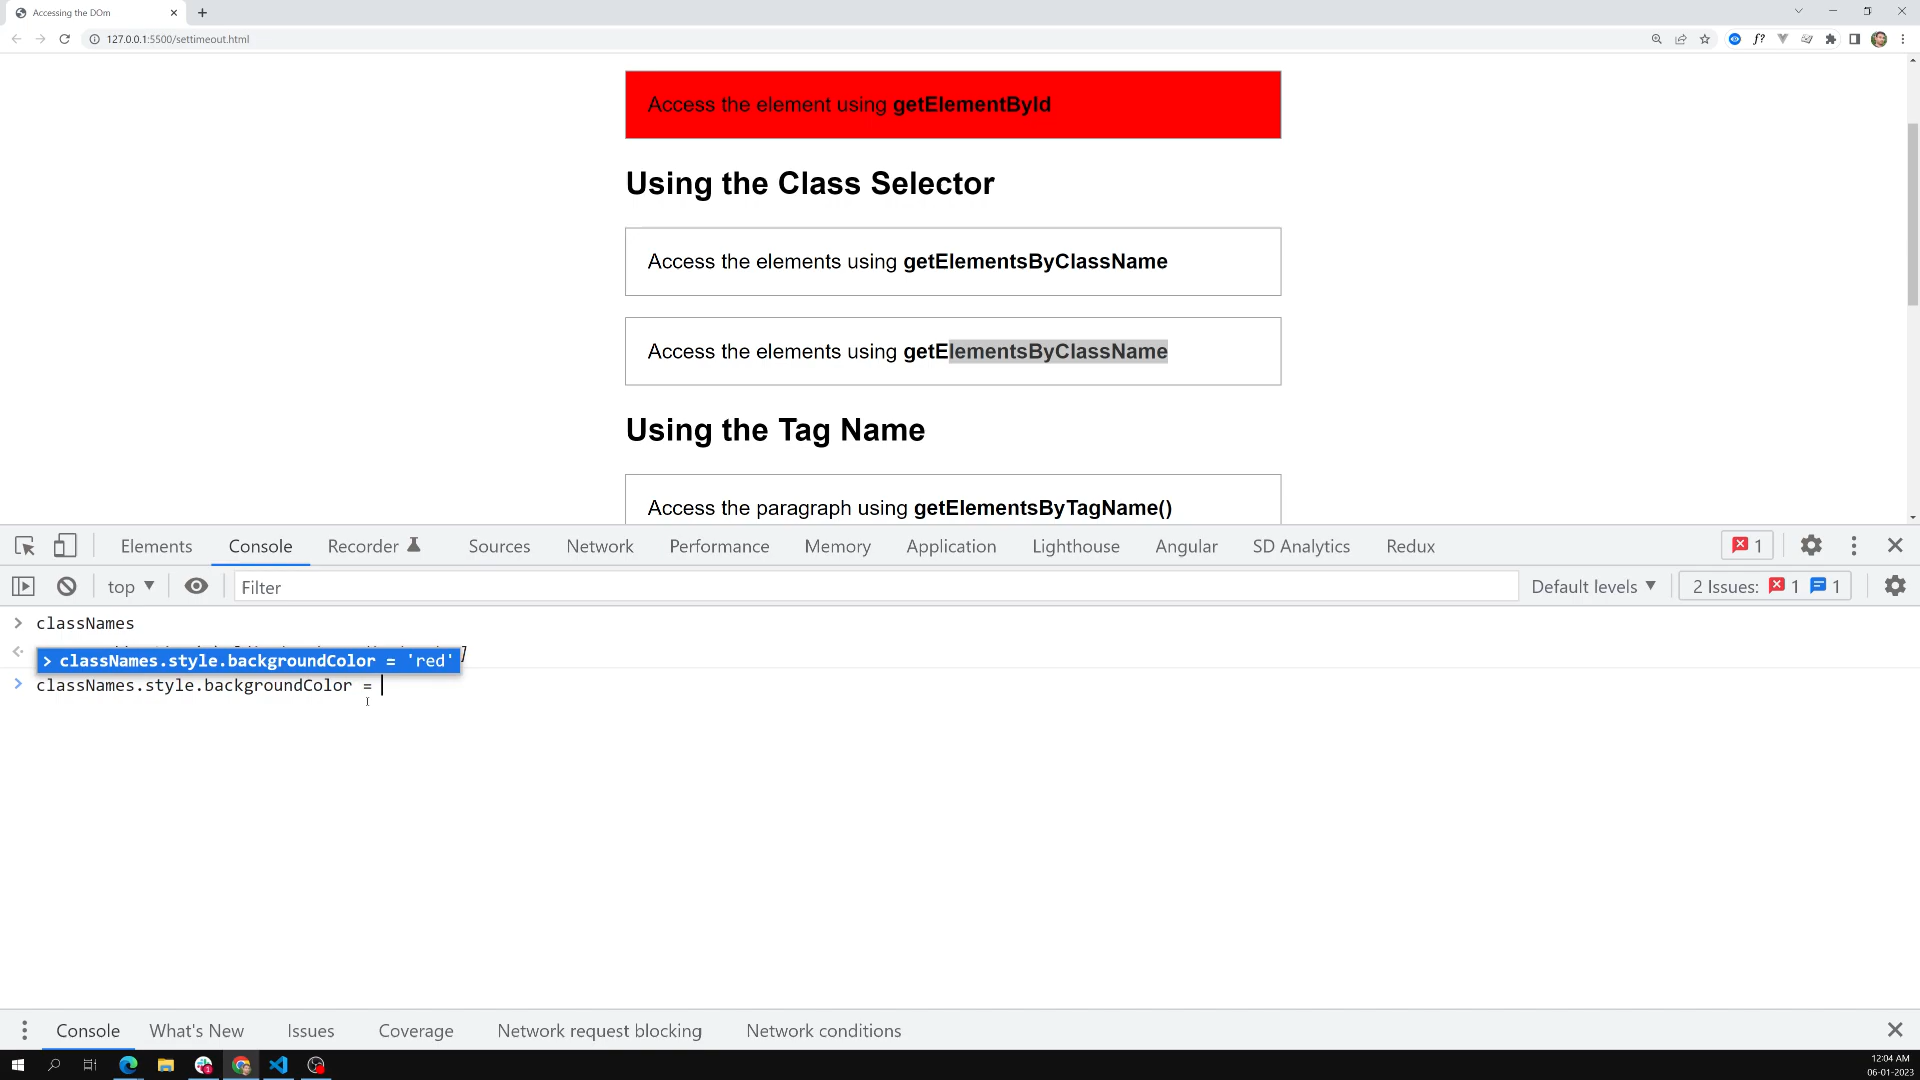 Accessing the DOm
127.0.0.1:5500/settimeout.html
f?
Access the element using getElementById
Using the Class Selector
Access the elements using getElementsByClassName
Access the elements using getElementsByClassName
Using the Tag Name
Access the paragraph using getElementsByTagName()
Elements Console Recorder Sources Network Performance Memory Application Lighthouse Angular SD Analytics Redux 1
top Filter Default levels 2 Issues: 1 1
> classNames
> classNames.style.backgroundColor = 'red' ]
> classNames.style.backgroundColor =
Console What's New Issues Coverage Network request blocking Network conditions
12:04 AM
06-01-2023